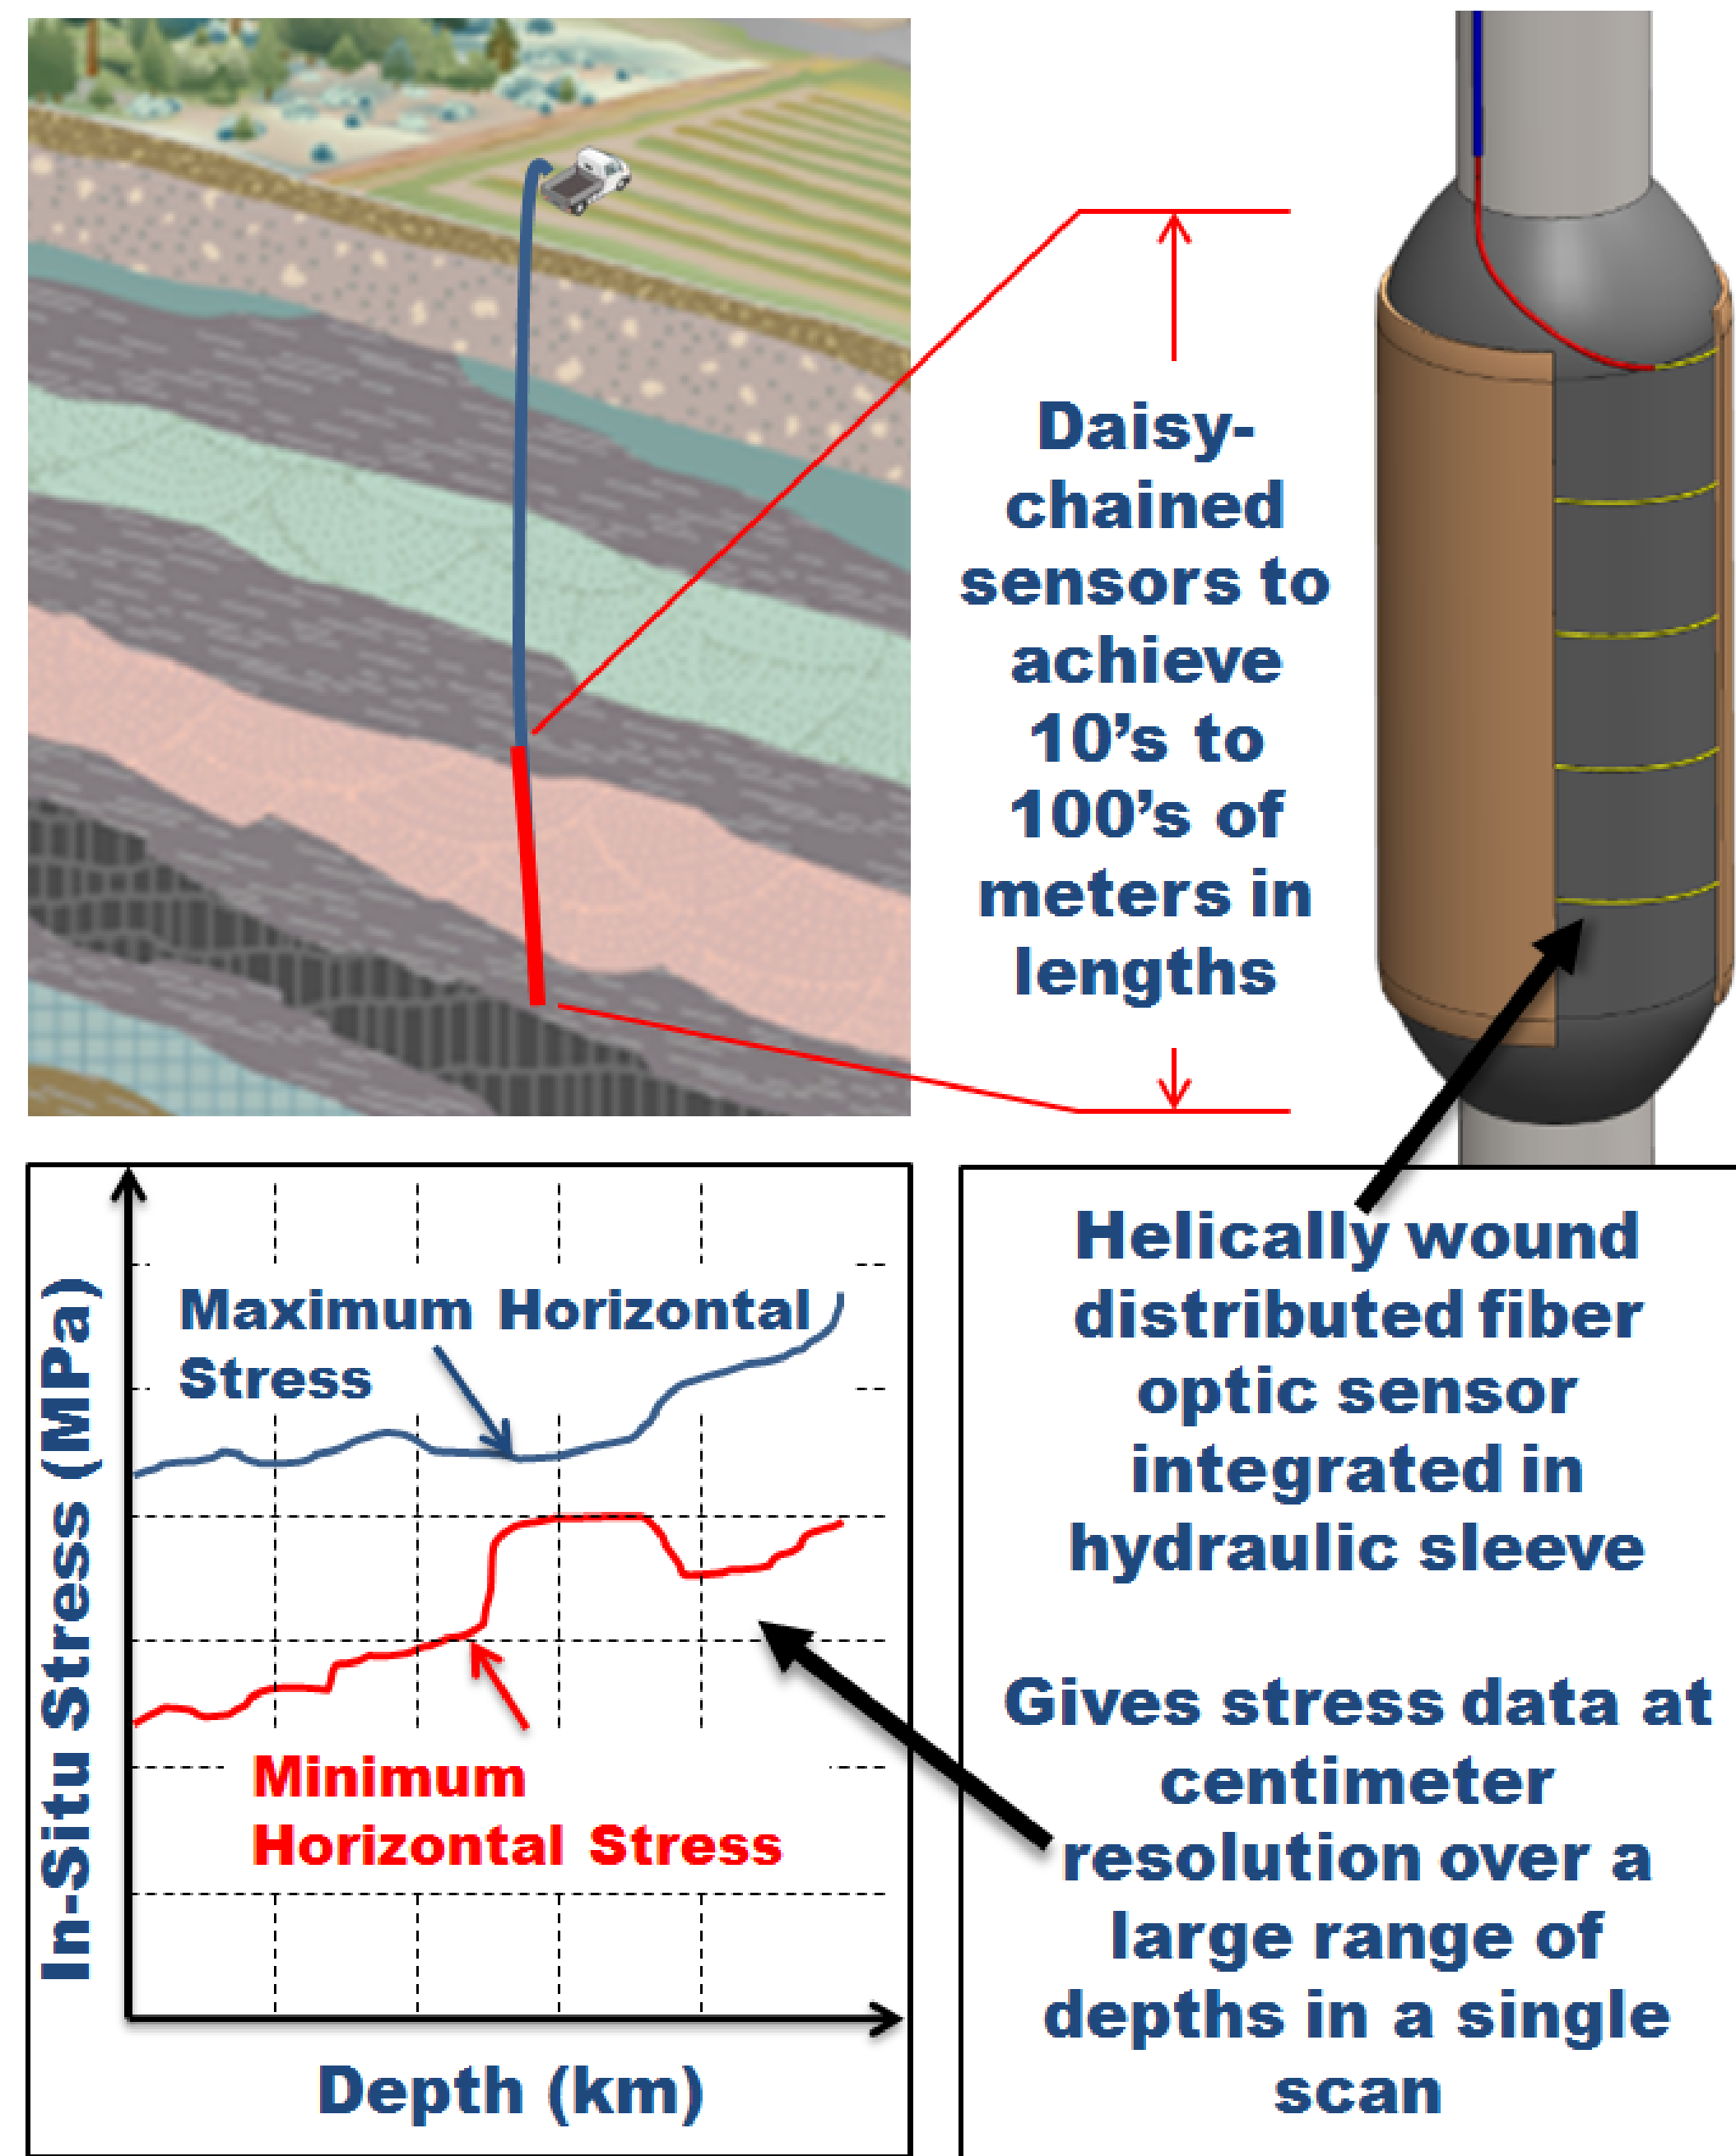 Daisy-
chained
sensors to
achieve
10’s to
100’s of
meters in
lengths
In-Situ Stress (MPa)
Maximum Horizontal
Stress
Minimum
Horizontal Stress
Depth (km)
Helically wound
distributed fiber
optic sensor
integrated in
hydraulic sleeve
Gives stress data at
centimeter
resolution over a
large range of
depths in a single
scan